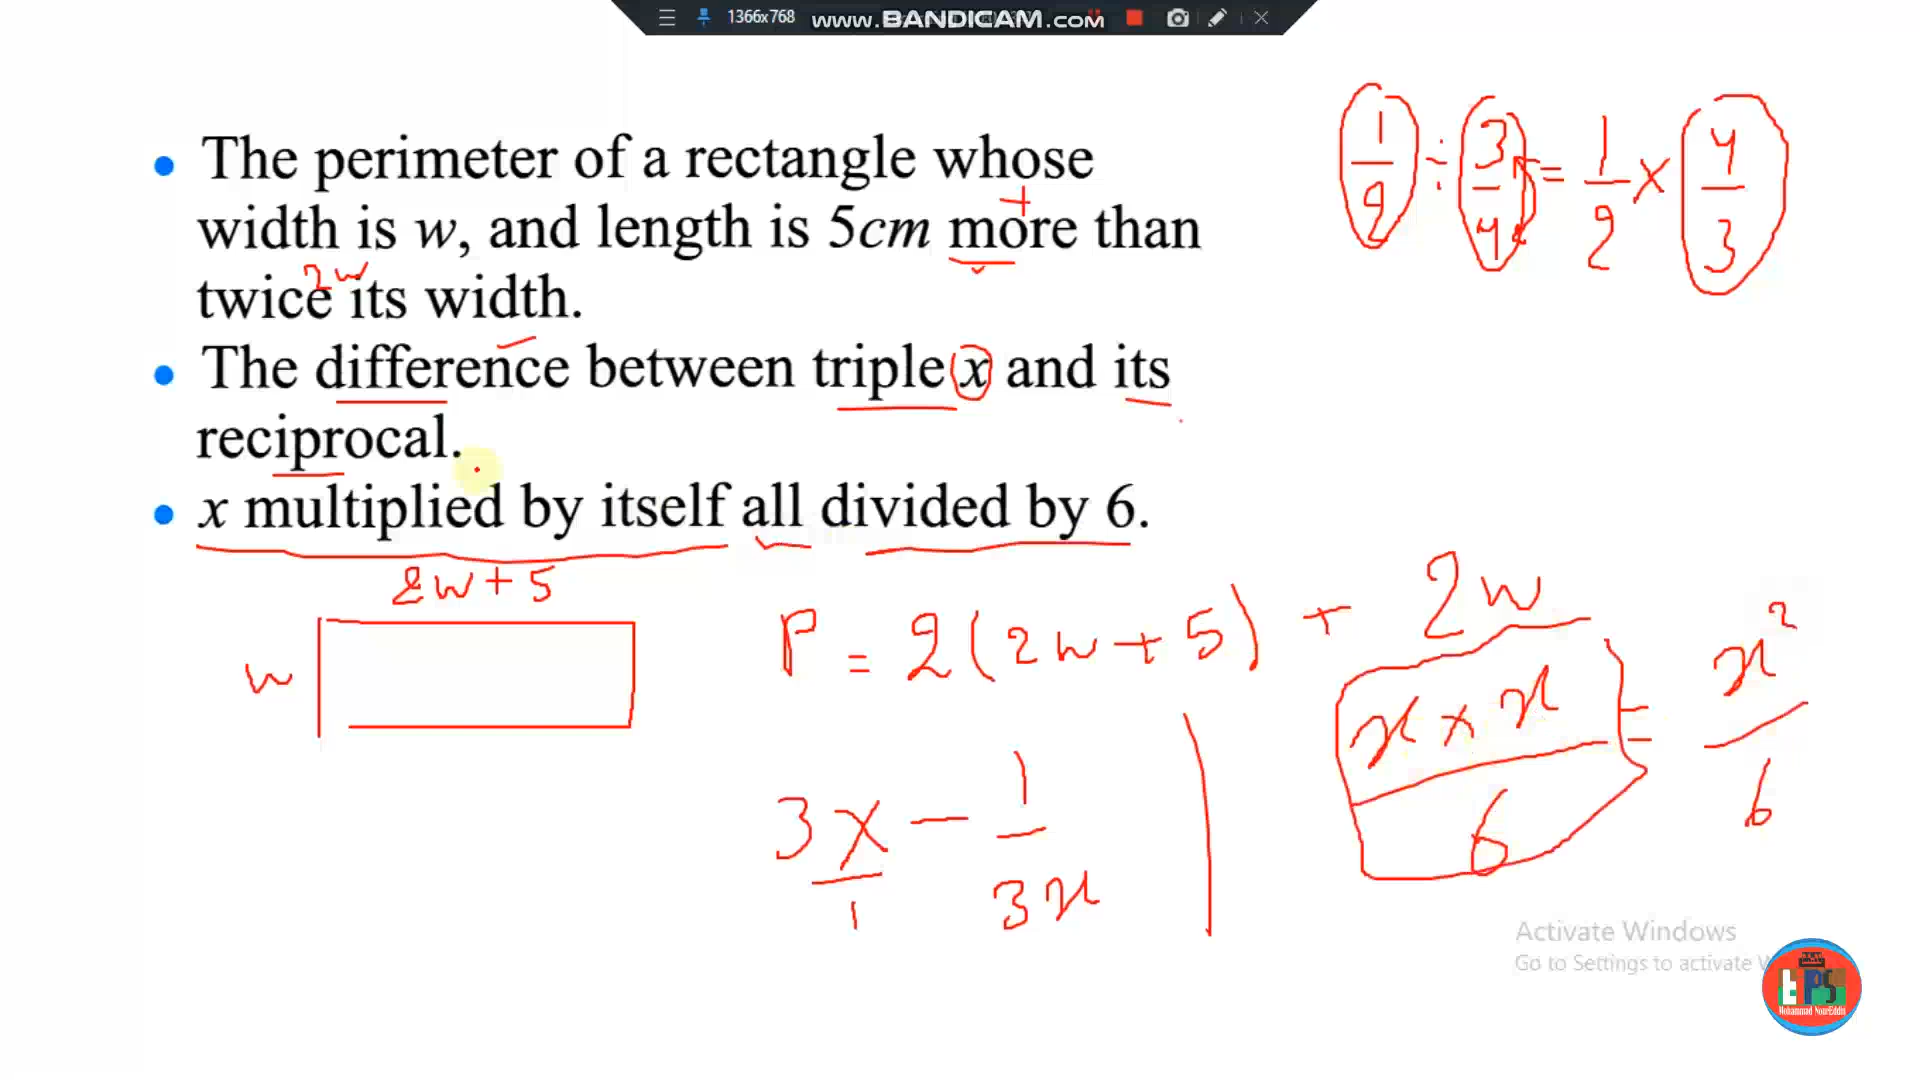 1366x768
www.BANDICAM.com
The perimeter of a rectangle whose
width is w, and length is 5cm more than
twice its width.
+
2w
The difference between triple x and its
reciprocal.
x multiplied by itself all divided by 6.
1/2 ÷ 3/4 = 1/2 × 4/3
2w + 5
w
P = 2(2w + 5) + 2w
3x/1 - 1/3x
x × x / 6 = x²/6
Activate Windows
Go to Settings to activate W
EPS
Mohammad NourEddin